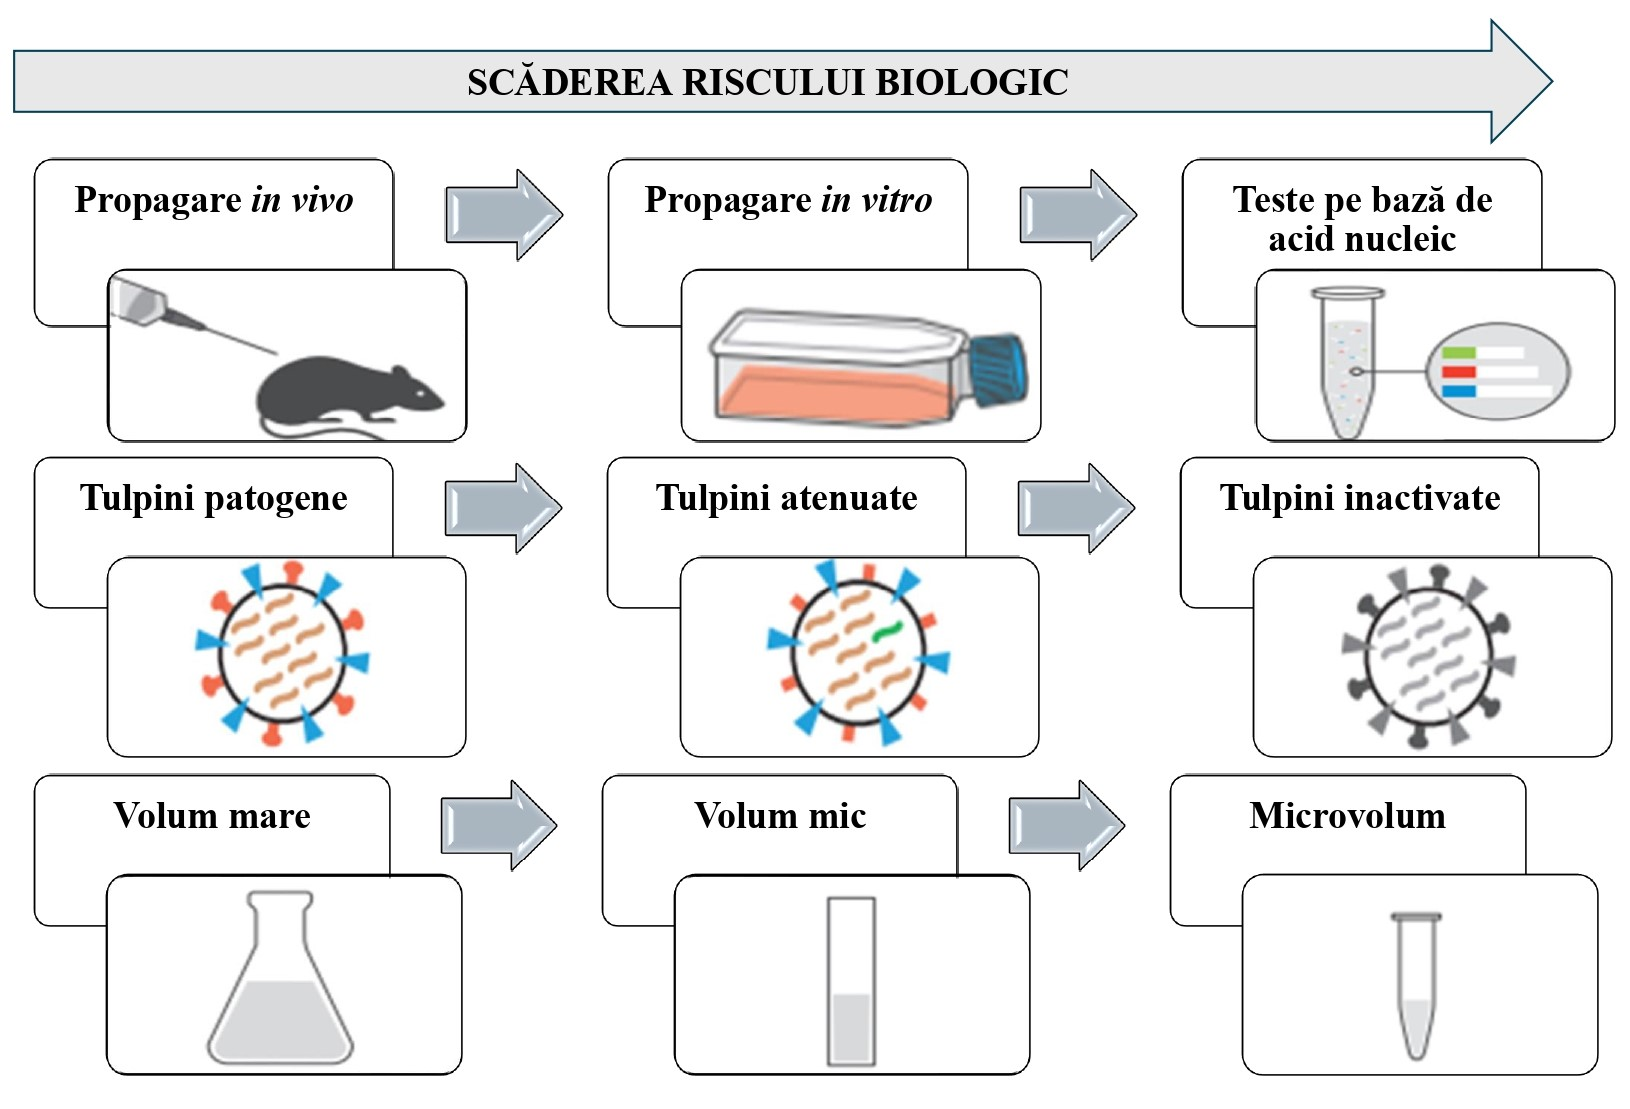 SCĂDEREA RISCULUI BIOLOGIC
Propagare in vivo
Propagare in vitro
Teste pe bază de
acid nucleic
Tulpini patogene
Tulpini atenuate
Tulpini inactivate
Volum mare
Volum mic
Microvolum